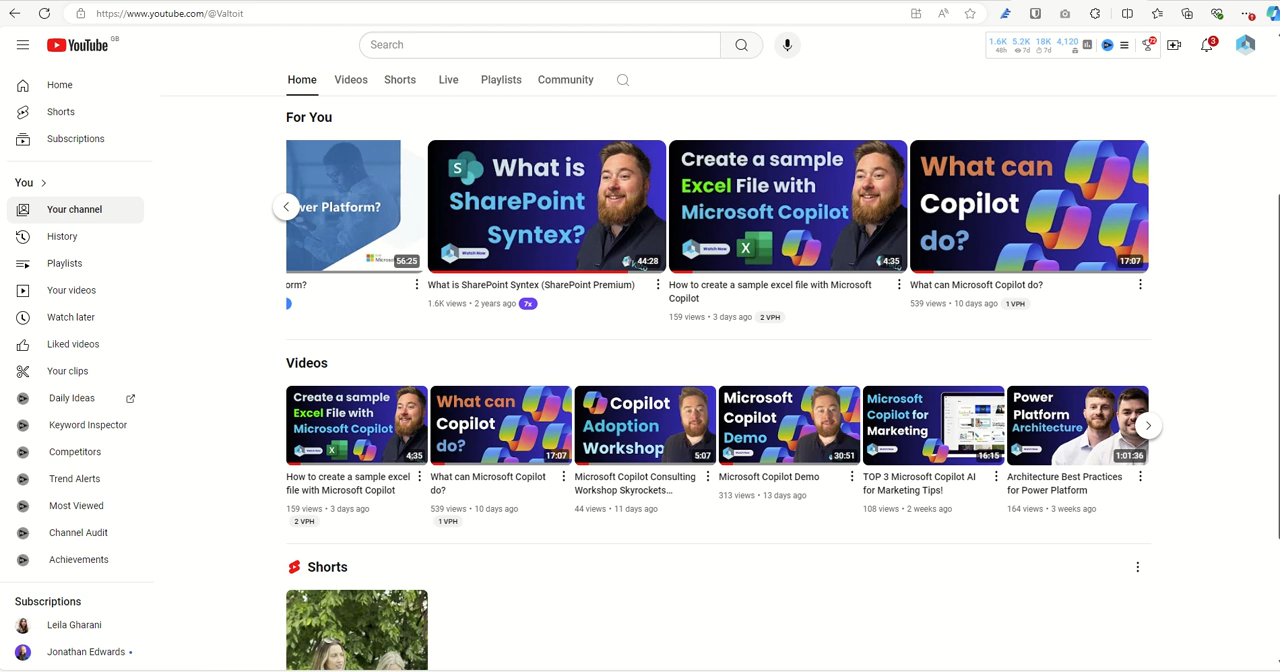 https://www.youtube.com/@Valtoit
YouTube GB
Search
1.6K 5.2K 18K 4,120
48h 7d 7d
72
3
Home
Shorts
Subscriptions
You
Your channel
History
Playlists
Your videos
Watch later
Liked videos
Your clips
Daily Ideas
Keyword Inspector
Competitors
Trend Alerts
Most Viewed
Channel Audit
Achievements
Subscriptions
Leila Gharani
Jonathan Edwards
Home Videos Shorts Live Playlists Community
For You
wer Platform?
56:25
orm?
S What is
SharePoint
Syntex?
Watch Now
44:28
What is SharePoint Syntex (SharePoint Premium)
1.6K views • 2 years ago 7x
Create a sample
Excel File with
Microsoft Copilot
Watch Now
X
4:35
How to create a sample excel file with Microsoft
Copilot
159 views • 3 days ago 2 VPH
What can
Copilot
do?
17:07
What can Microsoft Copilot do?
539 views • 10 days ago 1 VPH
Videos
Create a sample
Excel File with
Microsoft Copilot
4:35
How to create a sample excel
file with Microsoft Copilot
159 views • 3 days ago
2 VPH
What can
Copilot
do?
17:07
What can Microsoft Copilot
do?
539 views • 10 days ago
1 VPH
Copilot
Adoption
Workshop
5:07
Microsoft Copilot Consulting
Workshop Skyrockets...
44 views • 11 days ago
Microsoft
Copilot
Demo
30:51
Microsoft Copilot Demo
313 views • 13 days ago
Microsoft
Copilot for
Marketing
16:15
TOP 3 Microsoft Copilot AI
for Marketing Tips!
108 views • 2 weeks ago
Power
Platform
Architecture
1:01:36
Architecture Best Practices
for Power Platform
164 views • 3 weeks ago
Shorts